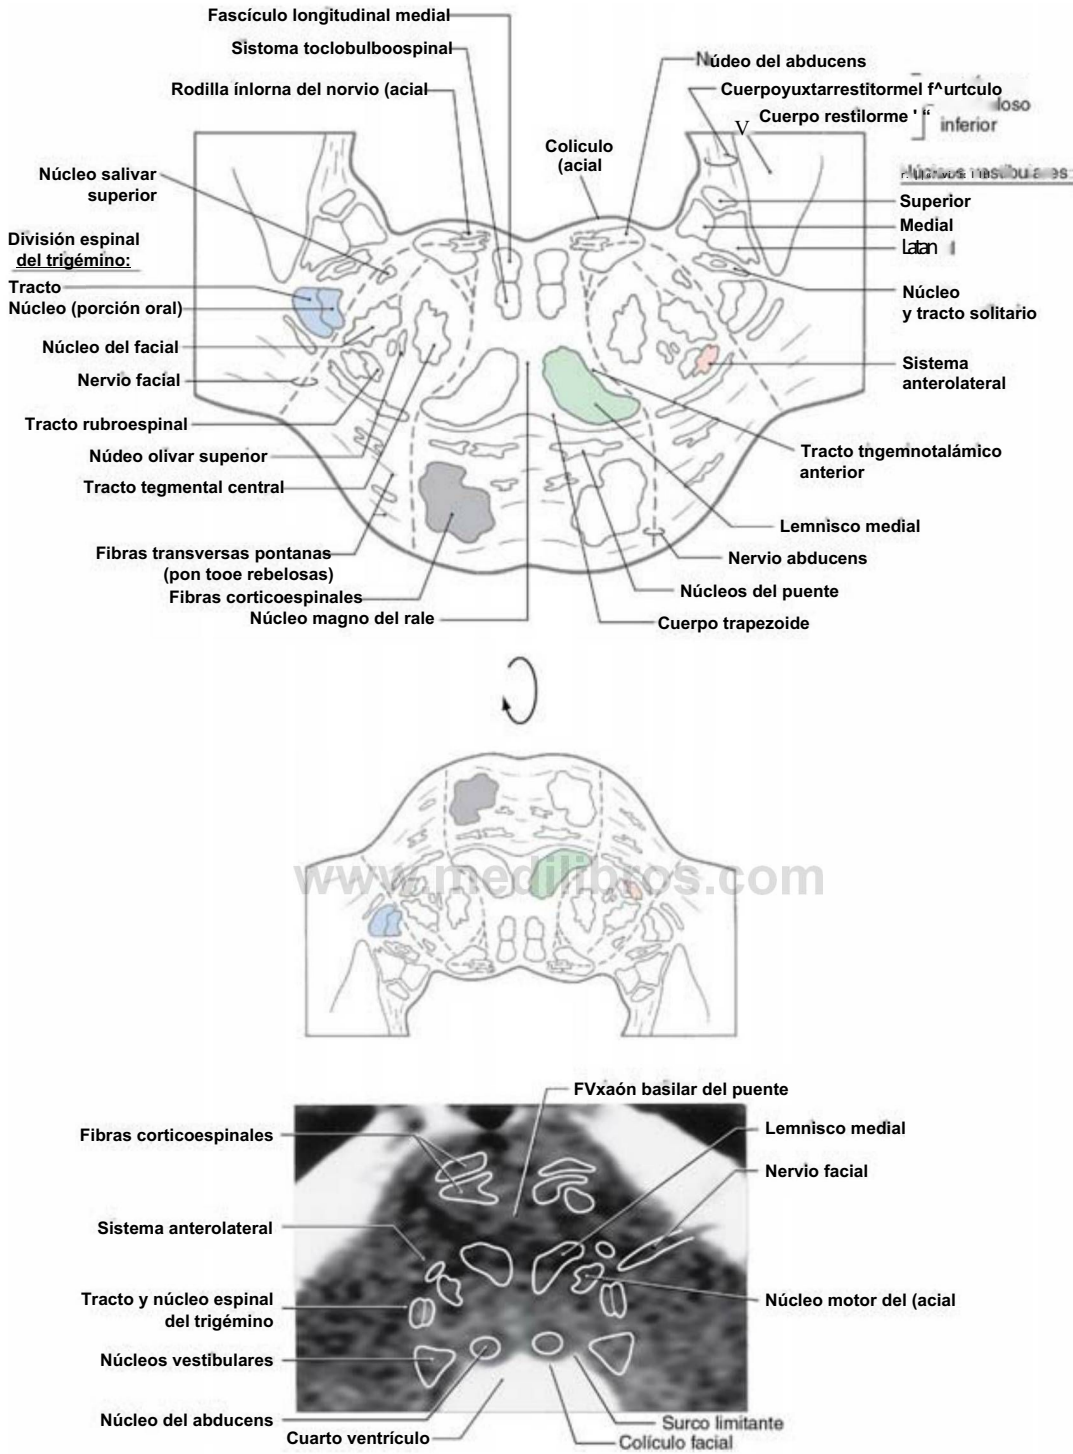 Fascículo longitudinal medial
Sistoma toclobulboospinal
Rodilla ínlorna del norvio (acial
Núcleo salivar
superior
División espinal
del trigémino:
Tracto
Núcleo (porción oral)
Núcleo del facial
Nervio facial
Tracto rubroespinal
Núdeo olivar supenor
Tracto tegmental central
Fibras transversas pontanas
(pon tooe rebelosas)
Fibras corticoespinales
Núcleo magno del rale
Coliculo
(acial
Núdeo del abducens
Cuerpoyuxtarrestitormel f^urtculo
loso
Cuerpo restilorme ' “
V
inferior
Superior
Medial
Latan
Núcleo
y tracto solitario
Sistema
anterolateral
Tracto tngemnotalámico
anterior
Lemnisco medial
Nervio abducens
Núcleos del puente
Cuerpo trapezoide
www.medilibros.com
FVxaón basilar del puente
Fibras corticoespinales
Sistema anterolateral
Tracto y núcleo espinal
del trigémino
Núcleos vestibulares
Núcleo del abducens
Cuarto ventrículo
Lemnisco medial
Nervio facial
Núcleo motor del (acial
Surco limitante
Colículo facial